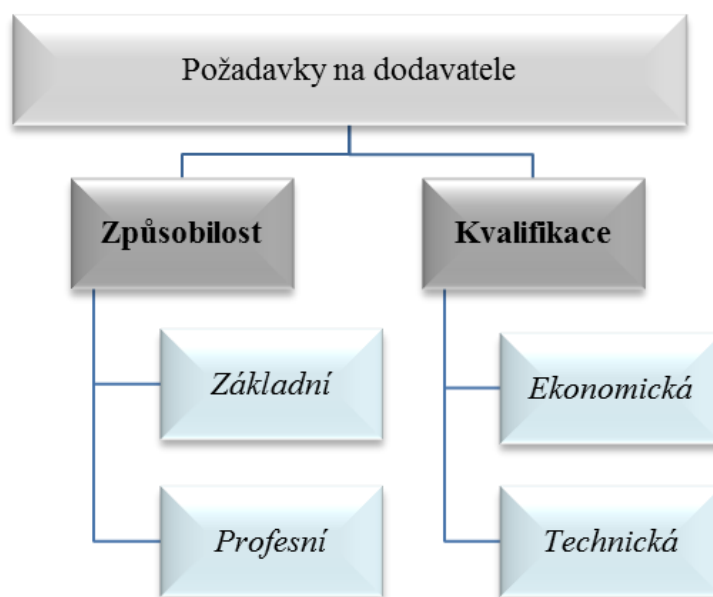 Požadavky na dodavatele
Způsobilost
Kvalifikace
Základní
Ekonomická
Profesní
Technická